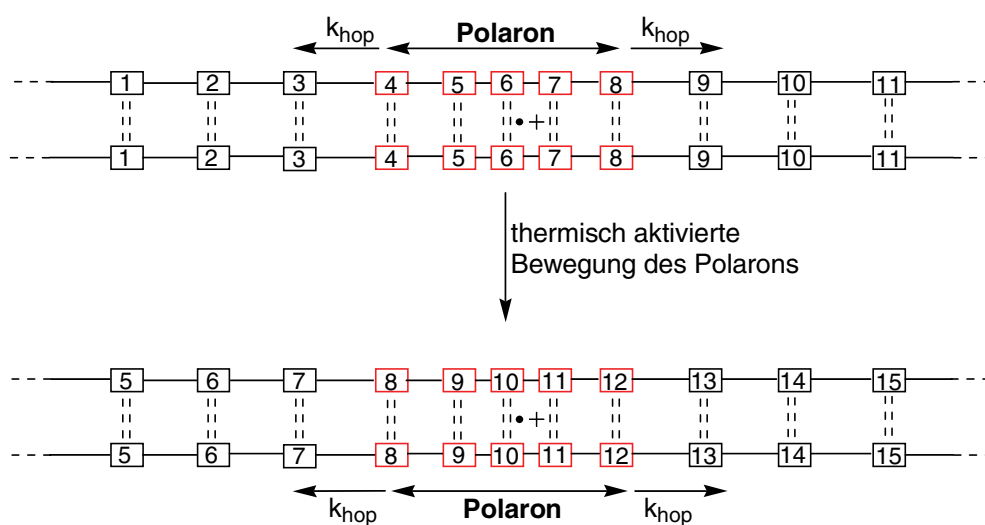 k_hop Polaron k_hop
1 2 3 4 5 6 7 8 9 10 11
• +
1 2 3 4 5 6 7 8 9 10 11
thermisch aktivierte
Bewegung des Polarons
5 6 7 8 9 10 11 12 13 14 15
• +
5 6 7 8 9 10 11 12 13 14 15
k_hop Polaron k_hop